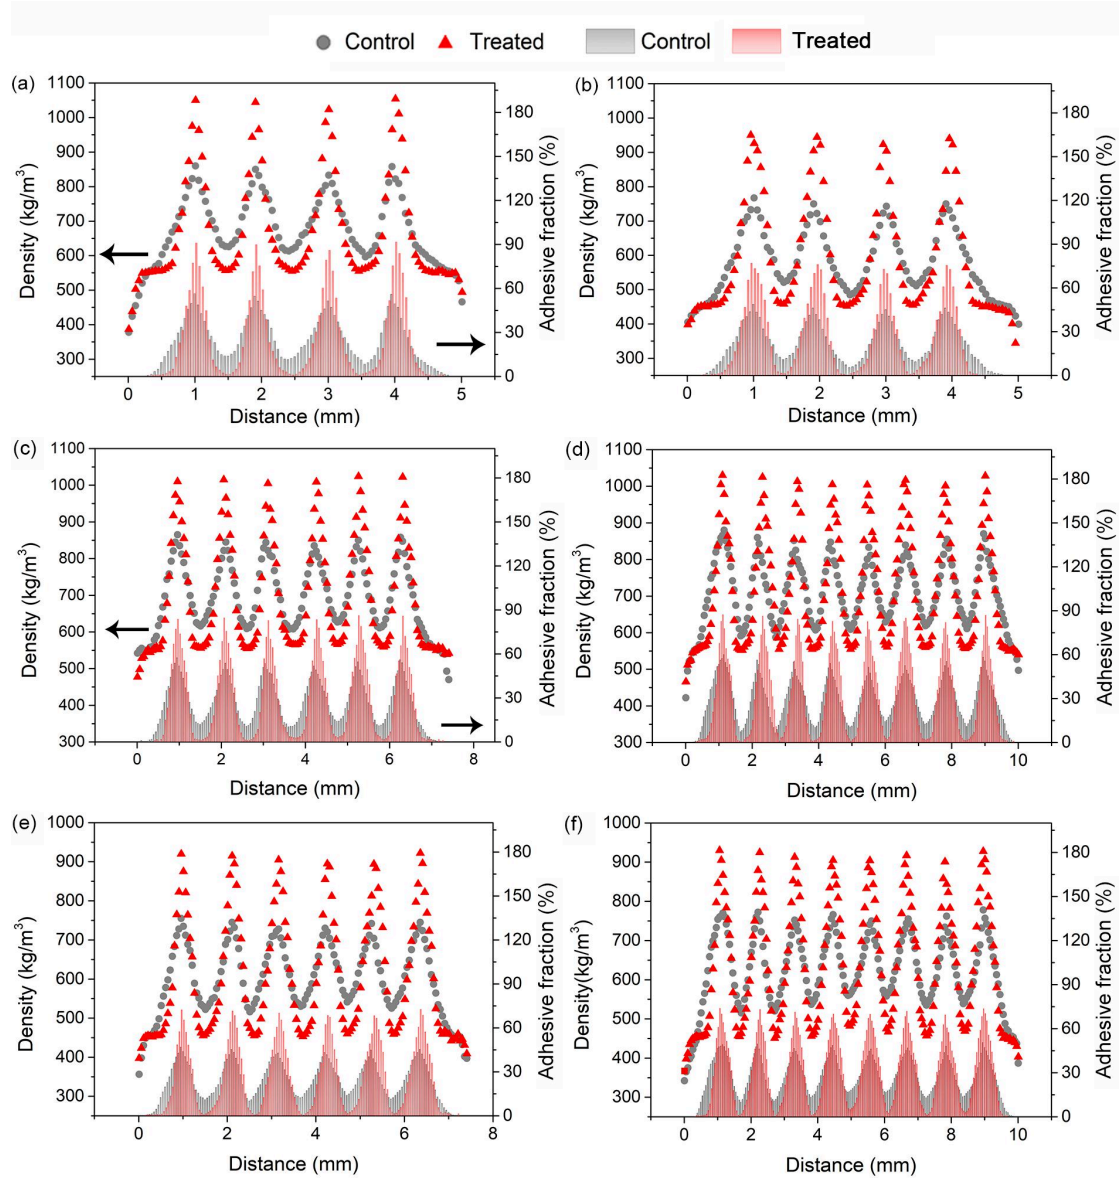 Control Treated Control Treated
(a) (b)
1100 1000 900 800 700 600 500 400 300
Density (kg/m³)
180 150 120 90 60 30 0
Adhesive fraction (%)
0 1 2 3 4 5
Distance (mm)
1100 1000 900 800 700 600 500 400 300
Density (kg/m³)
180 150 120 90 60 30 0
Adhesive fraction (%)
0 1 2 3 4 5
Distance (mm)
(c) (d)
1100 1000 900 800 700 600 500 400 300
Density (kg/m³)
180 150 120 90 60 30 0
Adhesive fraction (%)
0 2 4 6 8
Distance (mm)
1100 1000 900 800 700 600 500 400 300
Density (kg/m³)
180 150 120 90 60 30 0
Adhesive fraction (%)
0 2 4 6 8 10
Distance (mm)
(e) (f)
1000 900 800 700 600 500 400 300
Density (kg/m³)
180 150 120 90 60 30 0
Adhesive fraction (%)
0 2 4 6 8
Distance (mm)
1000 900 800 700 600 500 400 300
Density(kg/m³)
180 150 120 90 60 30 0
Adhesive fraction (%)
0 2 4 6 8 10
Distance (mm)